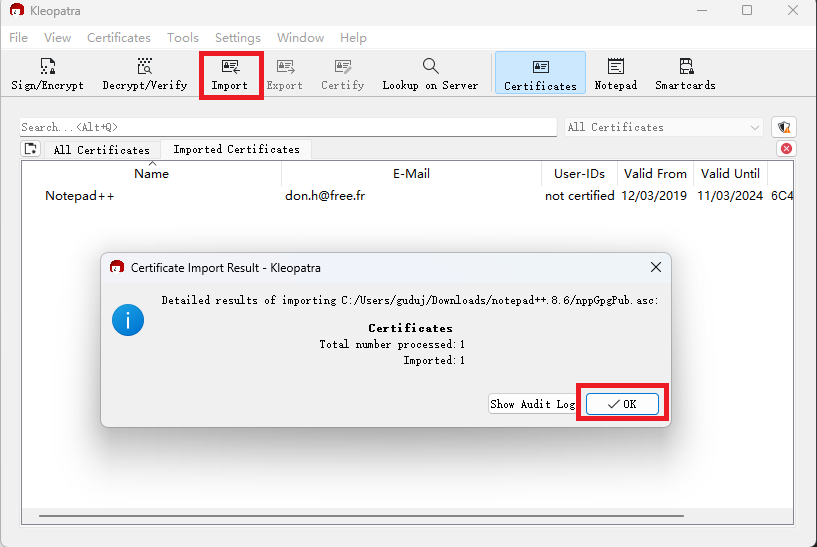 Kleopatra
File View Certificates Tools Settings Window Help
Sign/Encrypt Decrypt/Verify Import Export Certify Lookup on Server Certificates Notepad Smartcards
Search...<Alt+Q> All Certificates
All Certificates Imported Certificates
Name E-Mail User-IDs Valid From Valid Until
Notepad++ don.h@free.fr not certified 12/03/2019 11/03/2024 6C4
Certificate Import Result - Kleopatra
Detailed results of importing C:/Users/guduj/Downloads/notepad++.8.6/nppGpgPub.asc:
Certificates
Total number processed: 1
Imported: 1
Show Audit Log OK